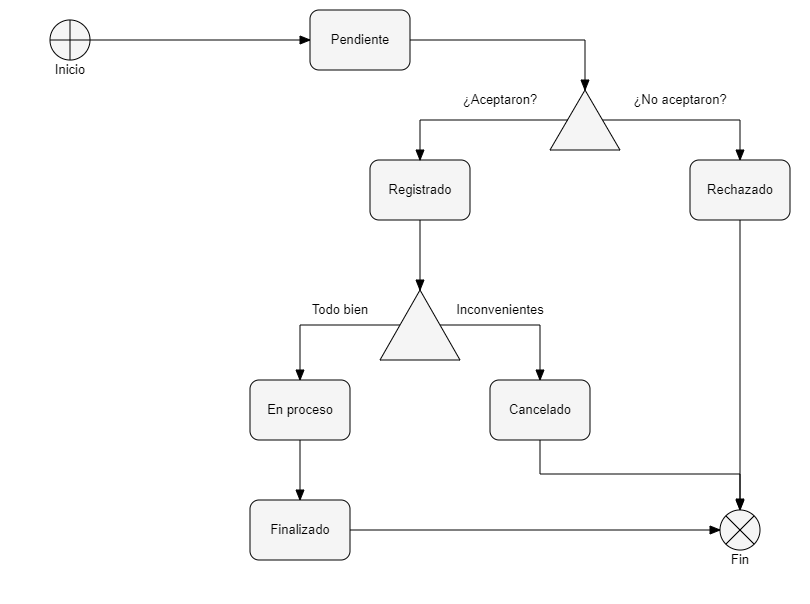 Pendiente
Inicio
¿Aceptaron?
¿No aceptaron?
Registrado
Rechazado
Todo bien
Inconvenientes
En proceso
Cancelado
Finalizado
Fin